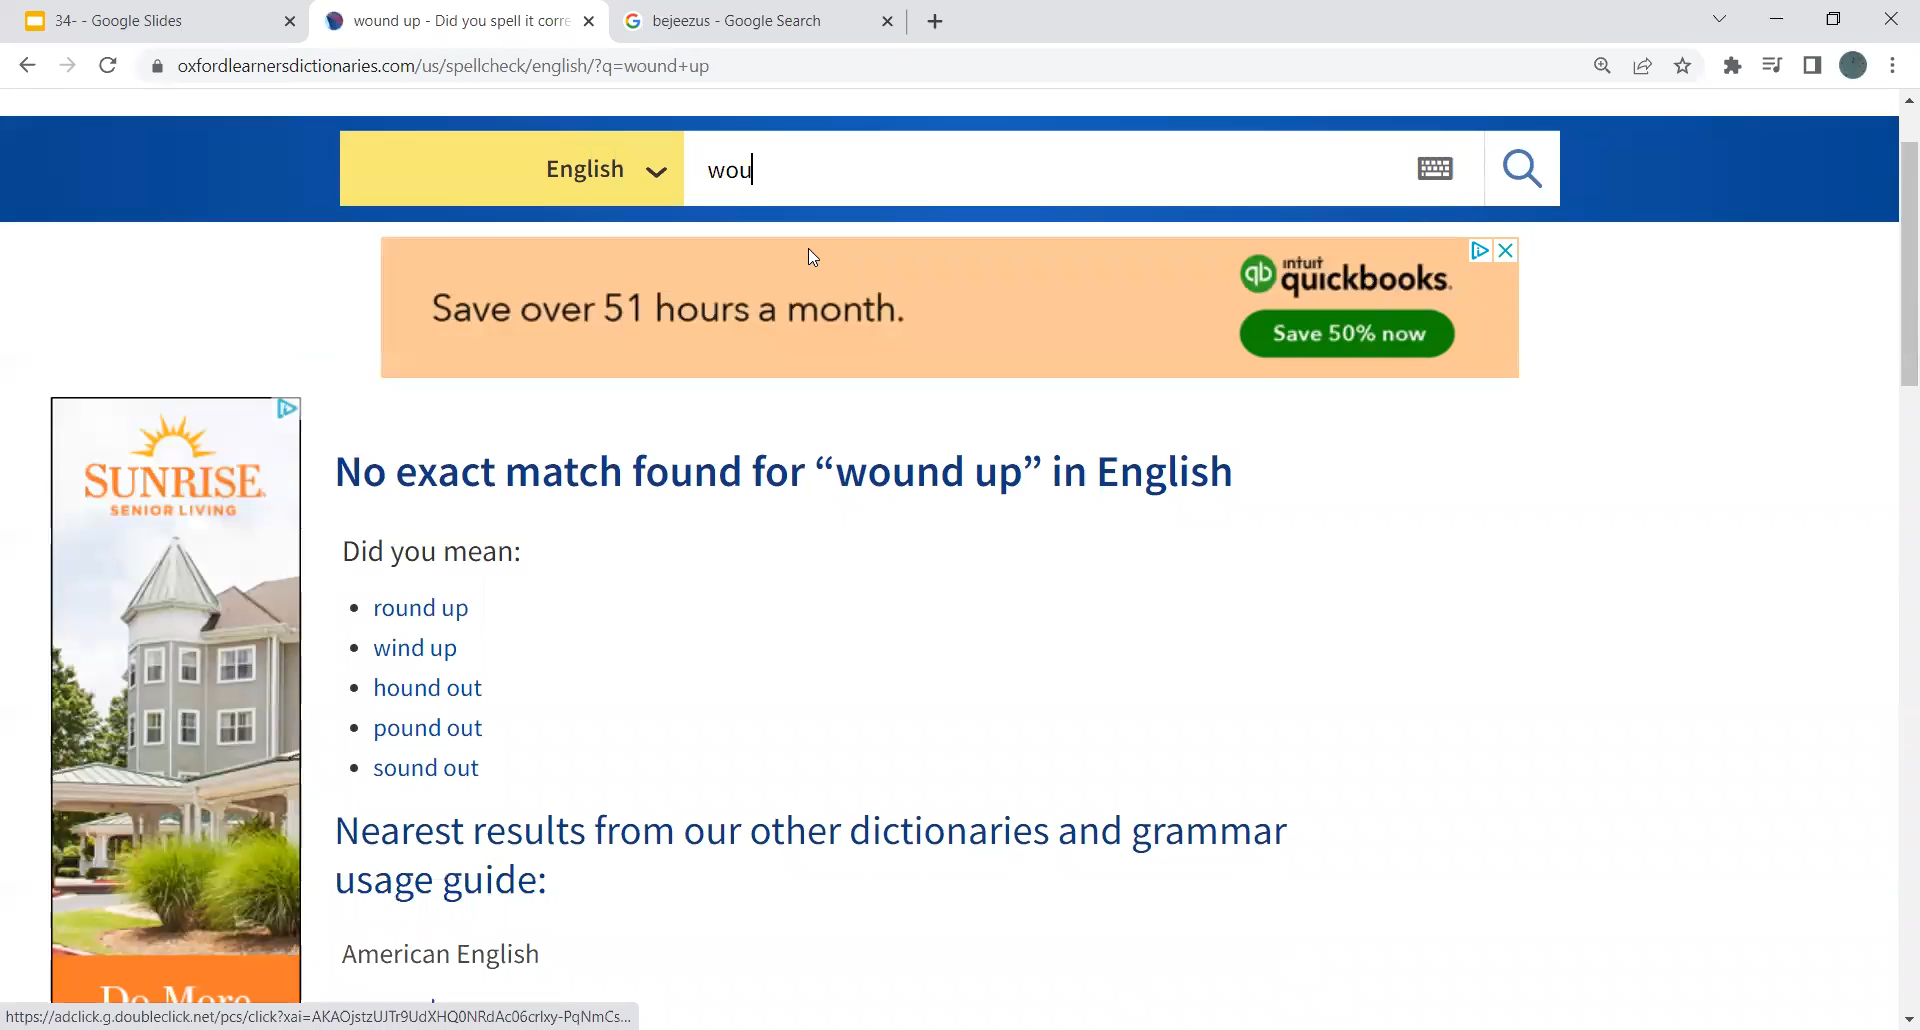 34- - Google Slides
wound up - Did you spell it corre
bejeezus - Google Search
oxfordlearnersdictionaries.com/us/spellcheck/english/?q=wound+up
English
wou
Save over 51 hours a month.
qb intuit quickbooks.
Save 50% now
SUNRISE
SENIOR LIVING
Do More
No exact match found for “wound up” in English
Did you mean:
• round up
• wind up
• hound out
• pound out
• sound out
Nearest results from our other dictionaries and grammar
usage guide:
American English
https://adclick.g.doubleclick.net/pcs/click?xai=AKAOjstzUJTr9UdXHQ0NRdAc06crlxy-PqNmCs...